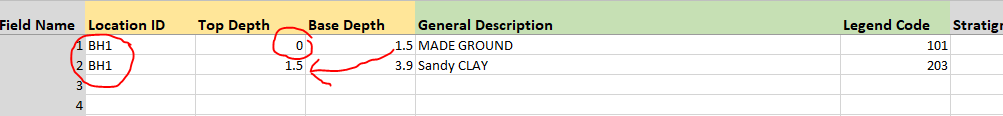 Field Name Location ID Top Depth Base Depth General Description Legend Code Stratigr
1 BH1 0 1.5 MADE GROUND 101
2 BH1 1.5 3.9 Sandy CLAY 203
3
4